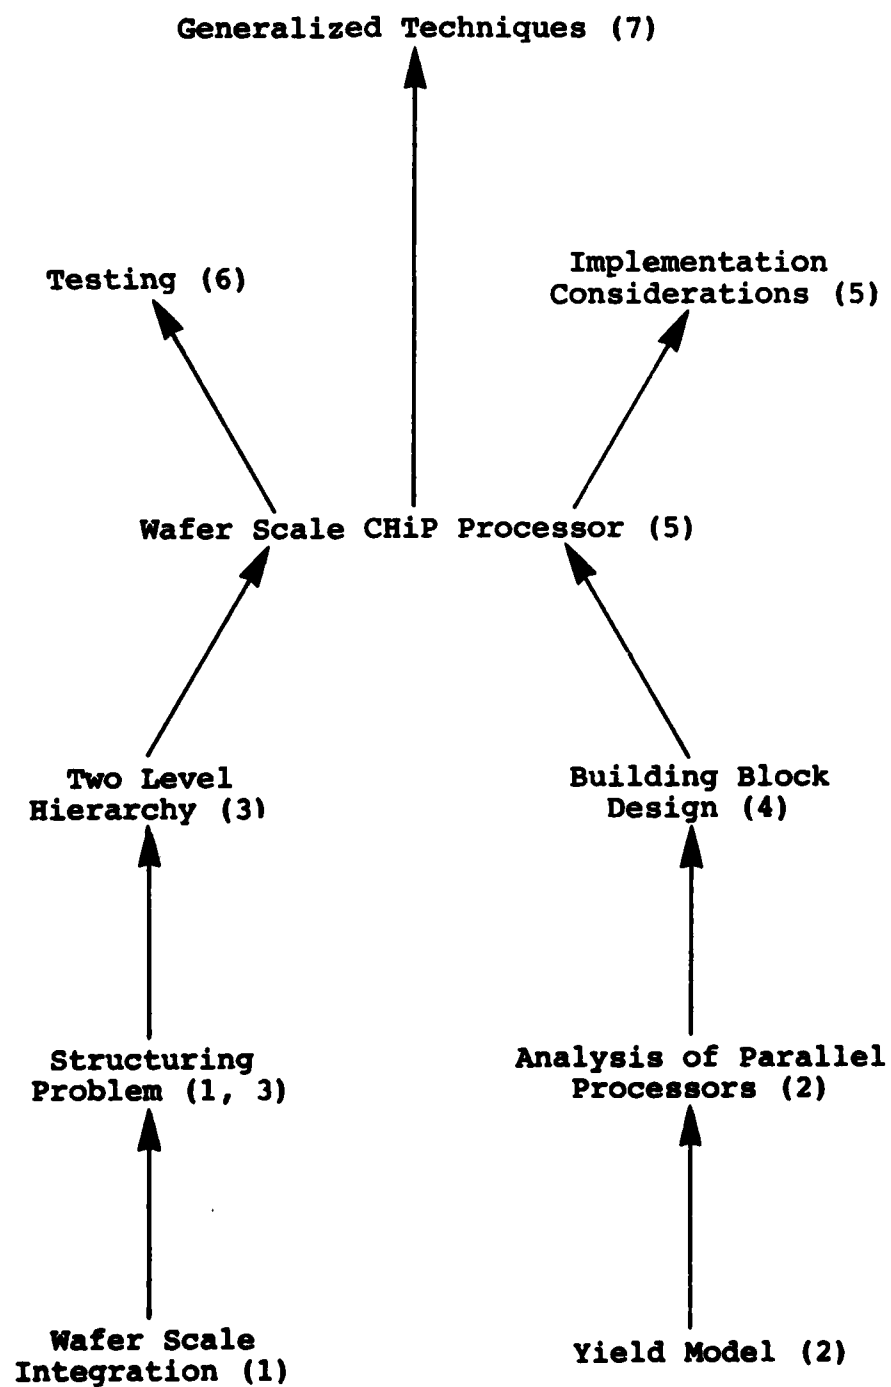 Generalized Techniques (7)
Testing (6)
Implementation
Considerations (5)
Wafer Scale CHiP Processor (5)
Two Level
Hierarchy (3)
Building Block
Design (4)
Structuring
Problem (1, 3)
Analysis of Parallel
Processors (2)
Wafer Scale
Integration (1)
Yield Model (2)